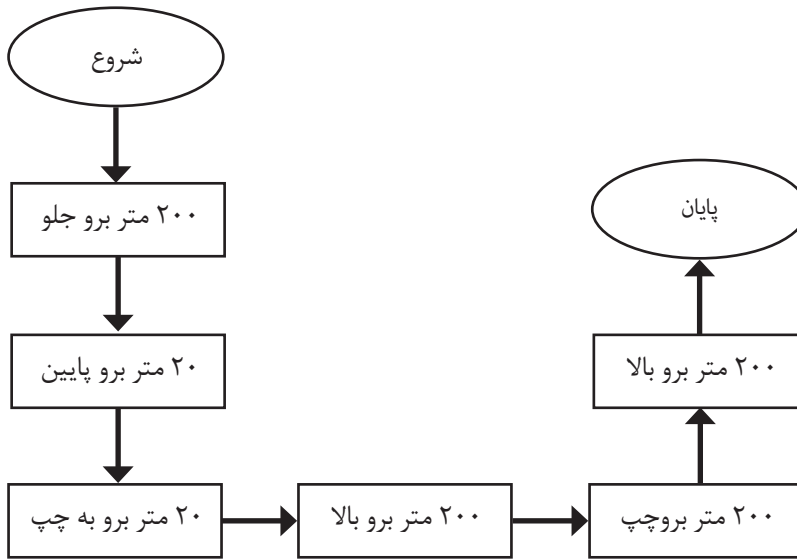 شروع
۲۰۰ متر برو جلو
۲۰ متر برو پایین
۲۰ متر برو به چپ
۲۰۰ متر برو بالا
۲۰۰ متر بروچپ
۲۰۰ متر برو بالا
پایان